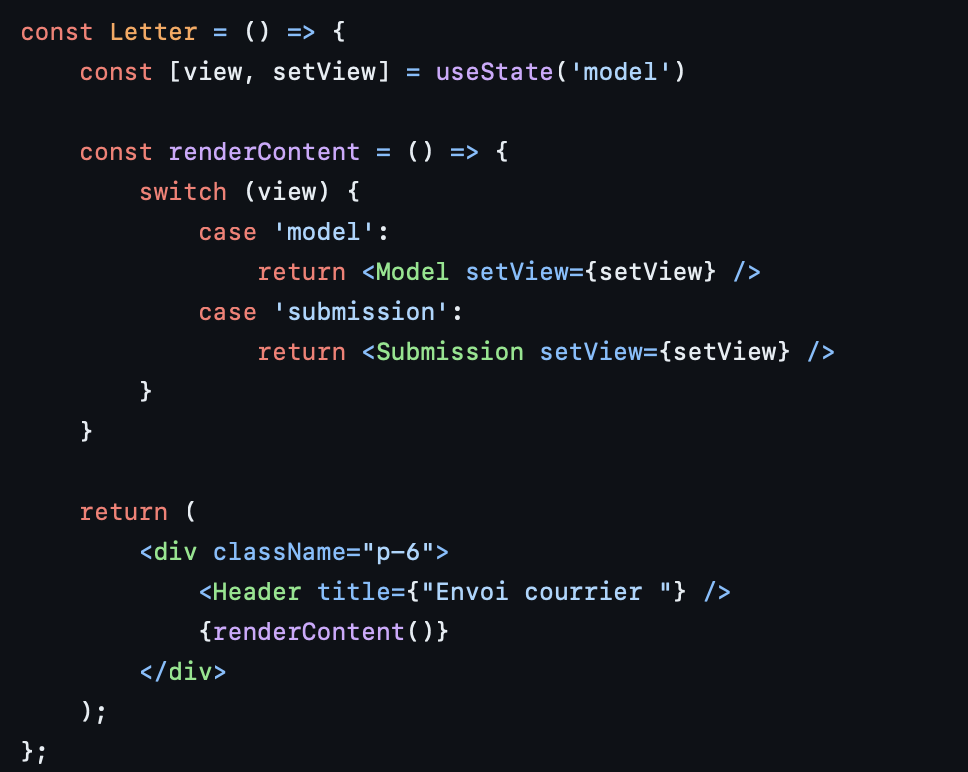 const Letter = () => {
    const [view, setView] = useState('model')

    const renderContent = () => {
        switch (view) {
            case 'model':
                return <Model setView={setView} />
            case 'submission':
                return <Submission setView={setView} />
        }
    }

    return (
        <div className="p-6">
            <Header title={"Envoi courrier "} />
            {renderContent()}
        </div>
    );
};